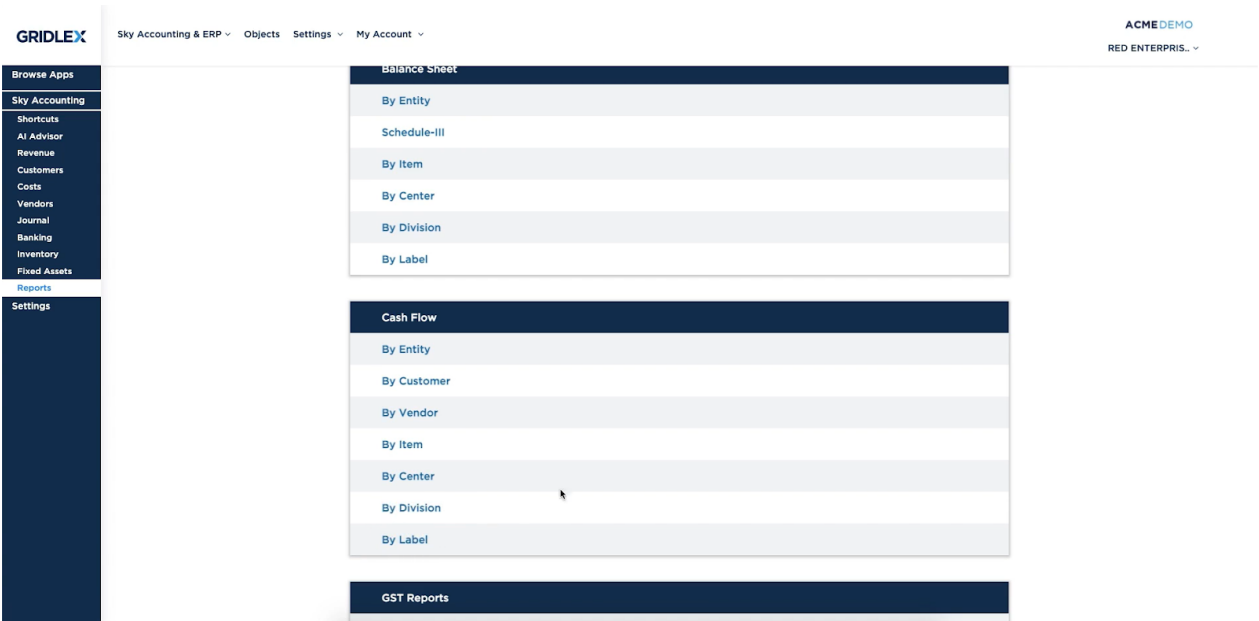 GRIDLEX
Sky Accounting & ERP
Objects
Settings
My Account
ACMEDEMO
RED ENTERPRIS..
Browse Apps
Sky Accounting
Shortcuts
AI Advisor
Revenue
Customers
Costs
Vendors
Journal
Banking
Inventory
Fixed Assets
Reports
Settings
Balance Sheet
By Entity
Schedule-III
By Item
By Center
By Division
By Label
Cash Flow
By Entity
By Customer
By Vendor
By Item
By Center
By Division
By Label
GST Reports